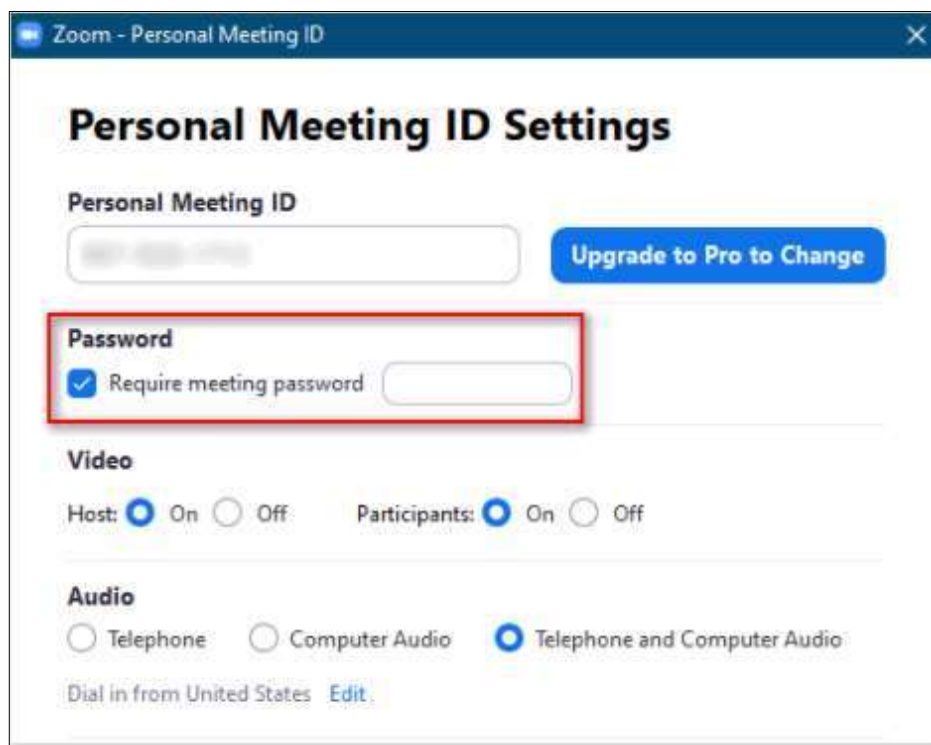 Zoom - Personal Meeting ID
Personal Meeting ID Settings
Personal Meeting ID
Upgrade to Pro to Change
Password
Require meeting password
Video
Host: On Off Participants: On Off
Audio
Telephone Computer Audio Telephone and Computer Audio
Dial in from United States Edit